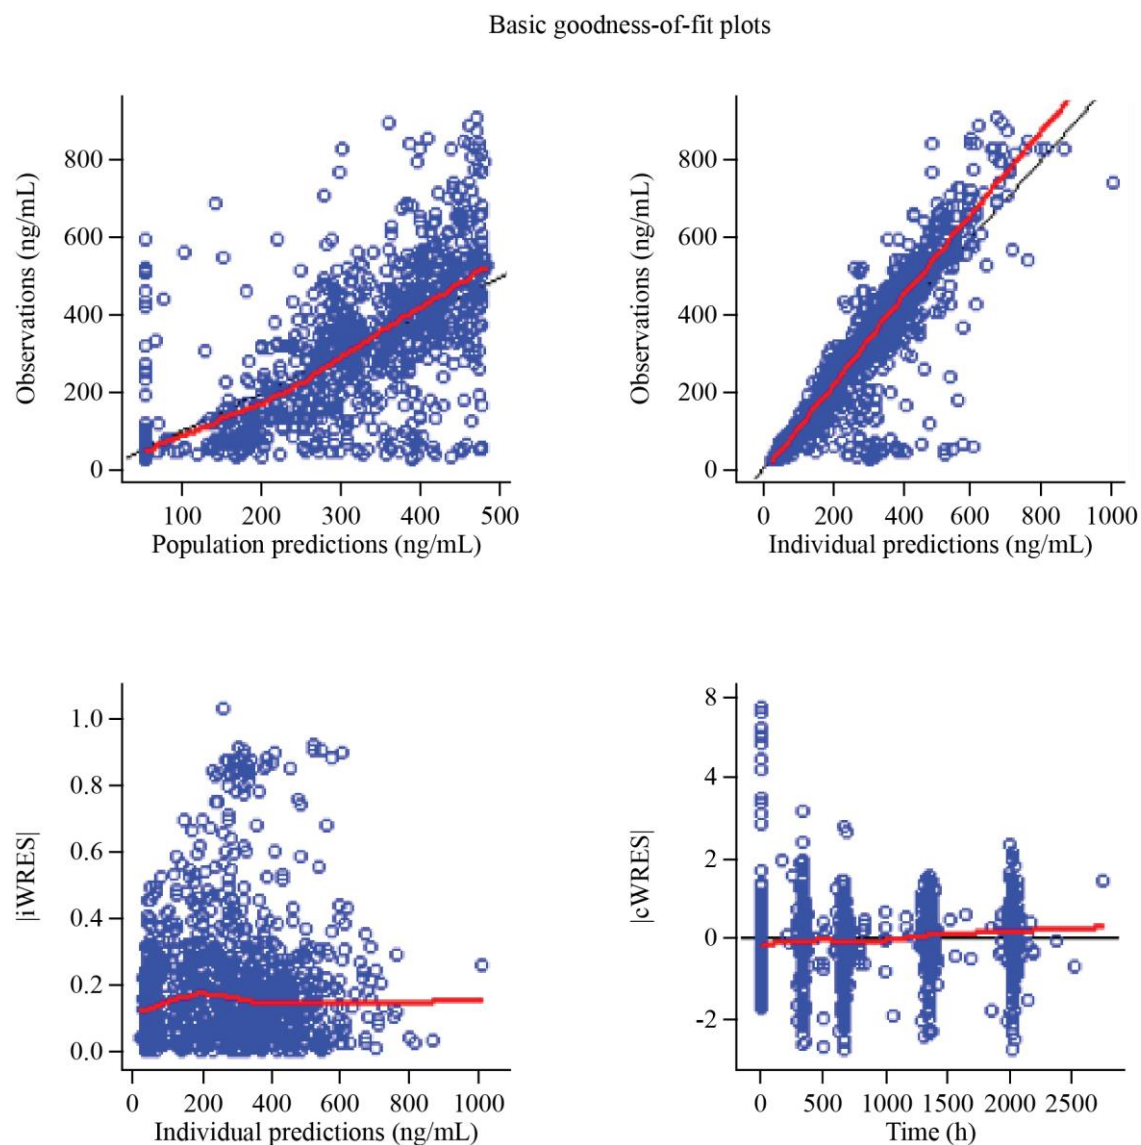 Basic goodness-of-fit plots
Observations (ng/mL)
800
600
400
200
0
100 200 300 400 500
Population predictions (ng/mL)
Observations (ng/mL)
800
600
400
200
0
0 200 400 600 800 1000
Individual predictions (ng/mL)
|iWRES|
1.0
0.8
0.6
0.4
0.2
0.0
0 200 400 600 800 1000
Individual predictions (ng/mL)
|cWRES|
8
4
2
0
-2
0 500 1000 1500 2000 2500
Time (h)